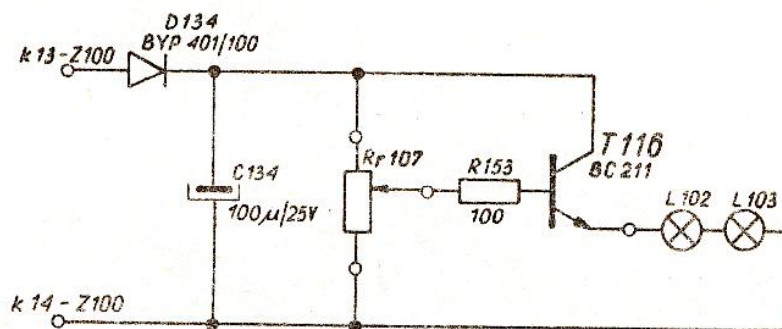 D134
BYP 401/100
k 13-Z100
C134
100µ/25V
Rr 107
R153
100
T116
BC 211
L102
L103
k 14-Z100